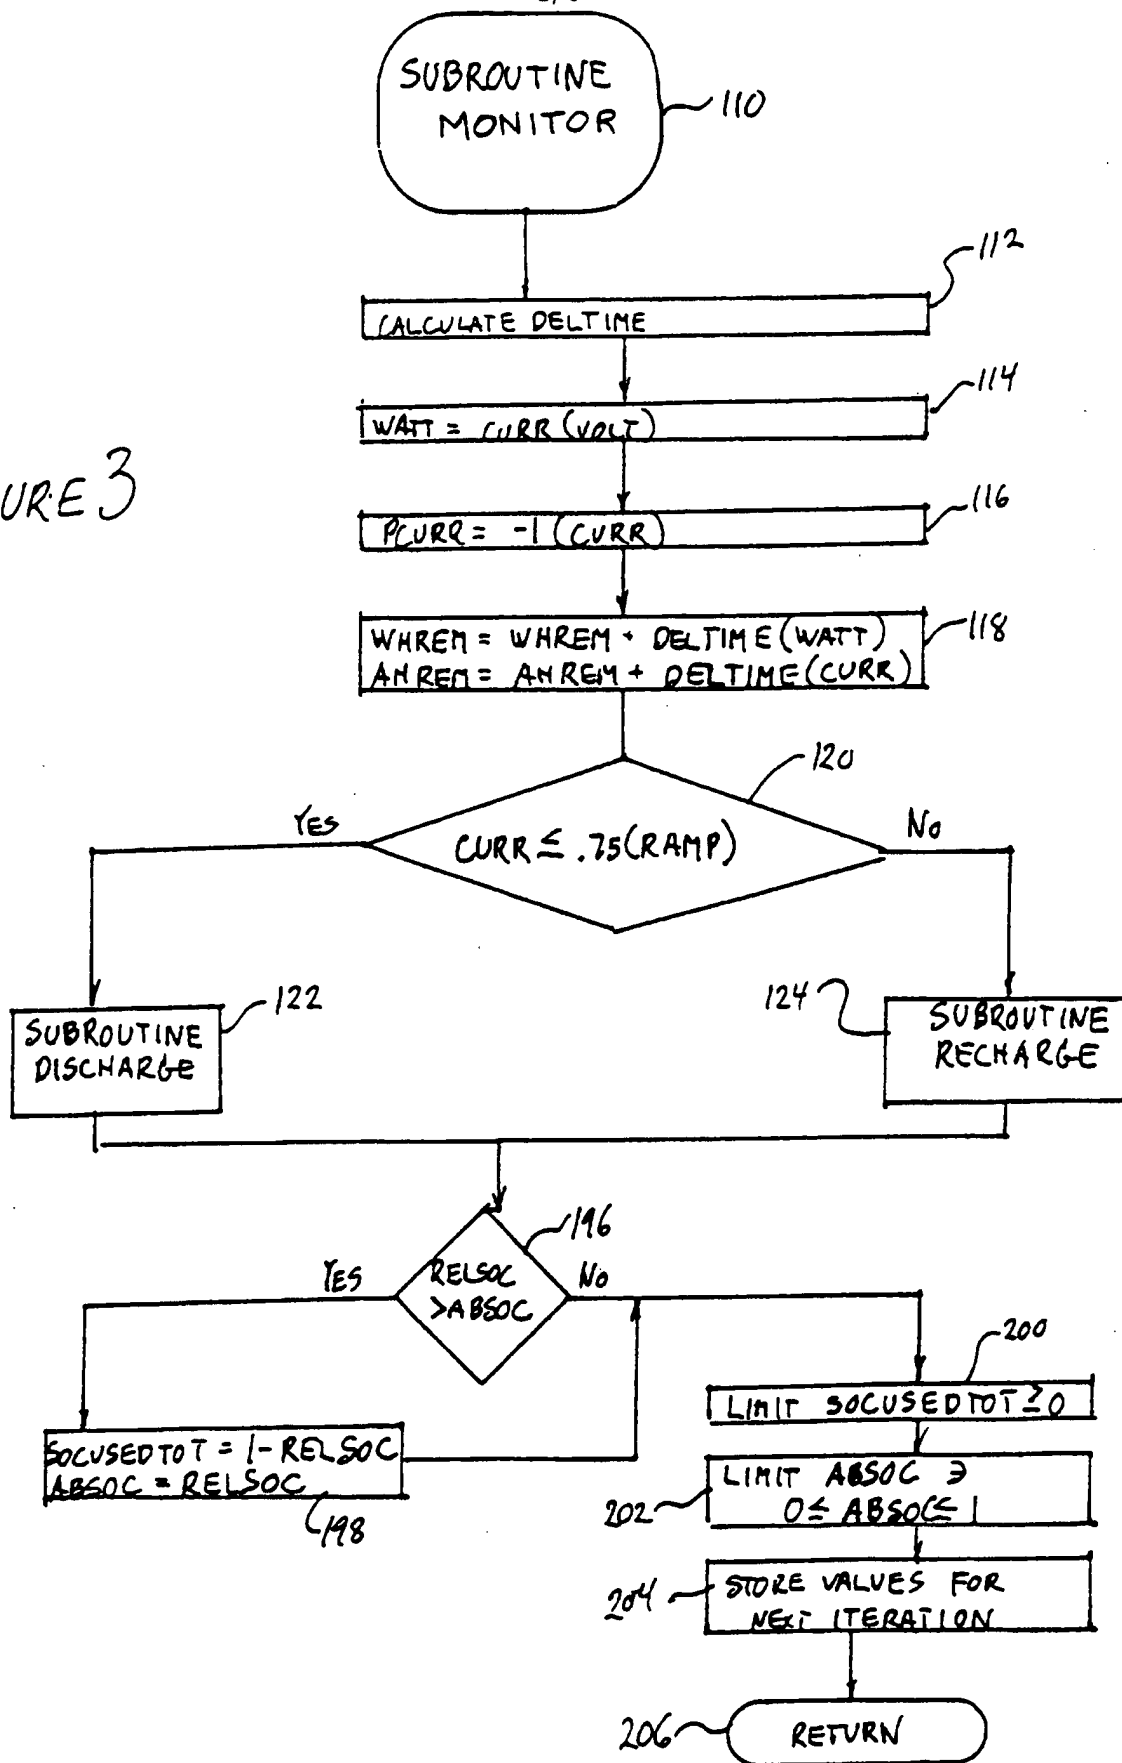 SUBROUTINE
MONITOR
110
112
CALCULATE DELTIME
114
WATT = CURR (VOLT)
URE 3
116
PCURR = -1 (CURR)
118
WHREM = WHREM + DELTIME (WATT)
AHREM = AHREM + DELTIME (CURR)
120
YES
CURR ≤ .75(RAMP)
NO
122
SUBROUTINE
DISCHARGE
124
SUBROUTINE
RECHARGE
196
YES
RELSOC
>ABSOC
NO
200
LIMIT SOCUSEDTOT ≥ 0
SOCUSEDTOT = 1- RELSOC
ABSOC = RELSOC
198
202
LIMIT ABSOC ∋
0 ≤ ABSOC ≤ 1
204
STORE VALUES FOR
NEXT ITERATION
206
RETURN